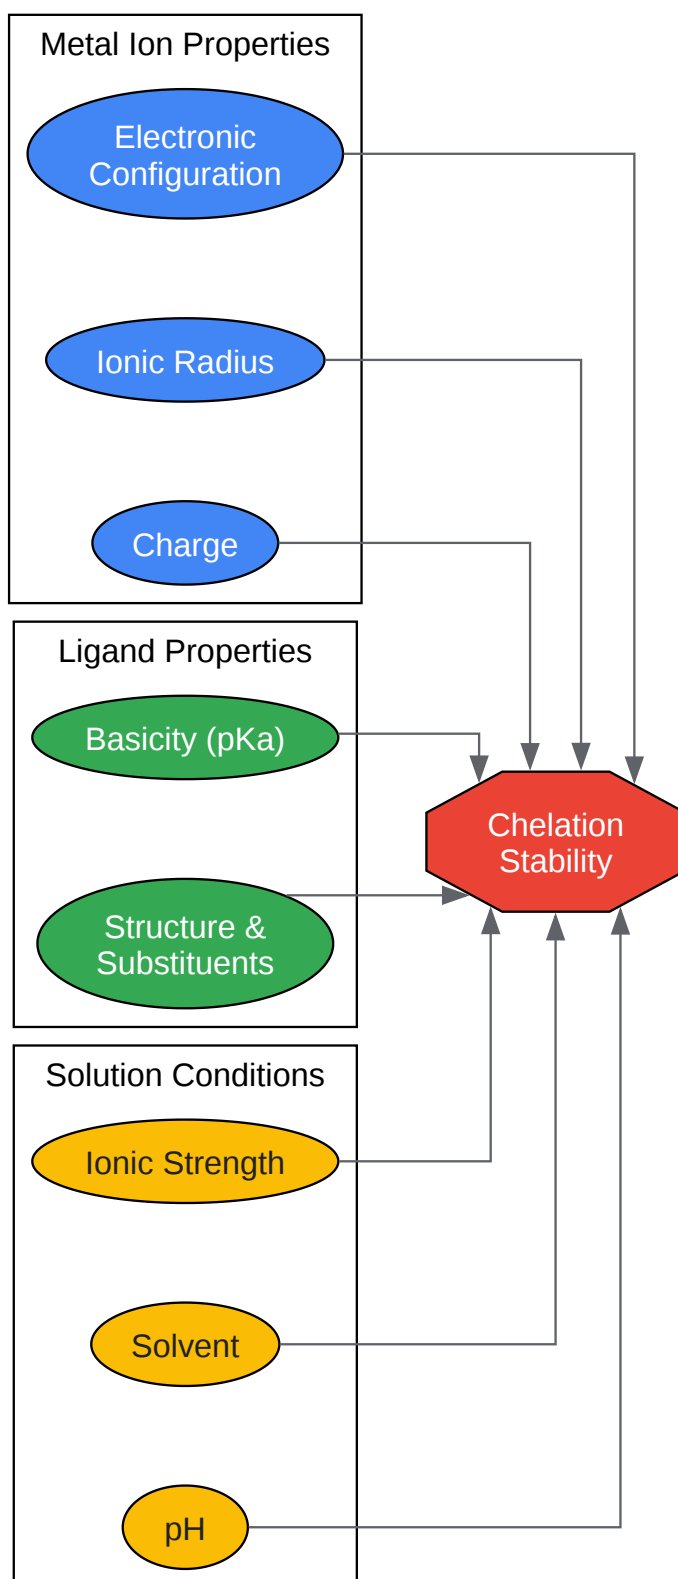 Metal Ion Properties
Electronic
Configuration
Ionic Radius
Charge
Ligand Properties
Basicity (pKa)
Structure &
Substituents
Chelation
Stability
Solution Conditions
Ionic Strength
Solvent
pH